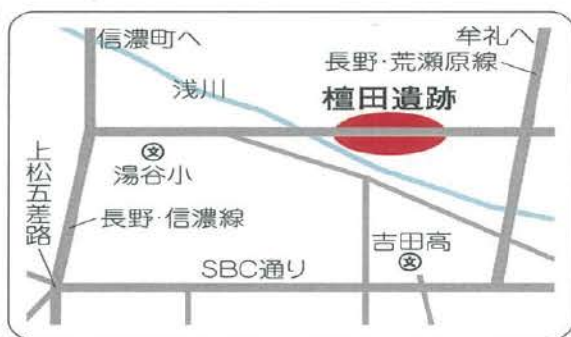 信濃町へ
牟礼へ
長野・荒瀬原線
浅川
檀田遺跡
上松五差路
湯谷小
長野・信濃線
吉田高
SBC通り
文
文